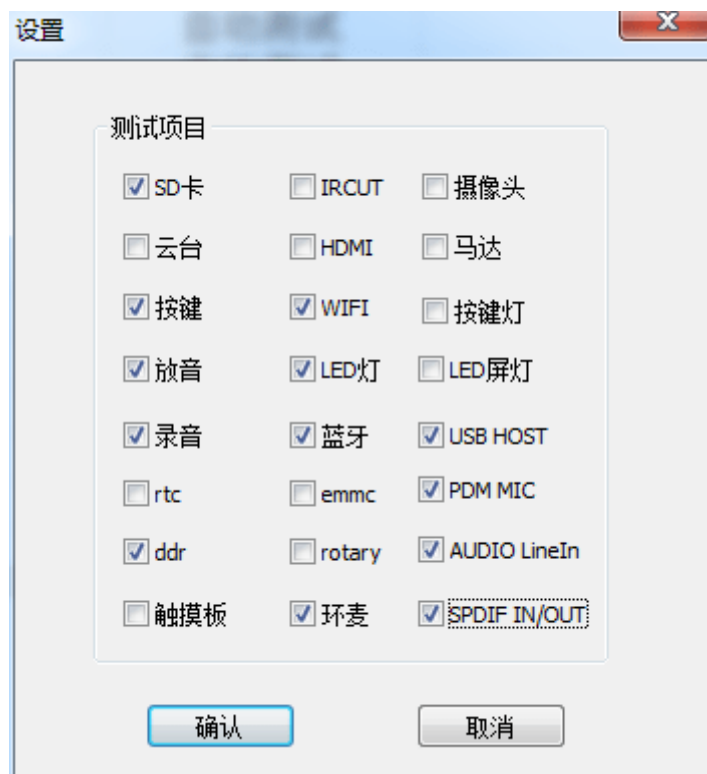 设置
测试项目
SD卡 IRCUT 摄像头
云台 HDMI 马达
按键 WIFI 按键灯
放音 LED灯 LED屏灯
录音 蓝牙 USB HOST
rtc emmc PDM MIC
ddr rotary AUDIO LineIn
触摸板 环麦 SPDIF IN/OUT
确认 取消